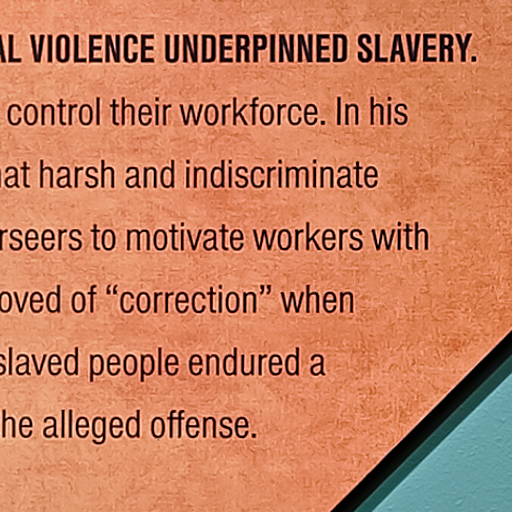 AL VIOLENCE UNDERPINNED SLAVERY.
control their workforce. In his
hat harsh and indiscriminate
rseers to motivate workers with
oved of “correction” when
slaved people endured a
he alleged offense.